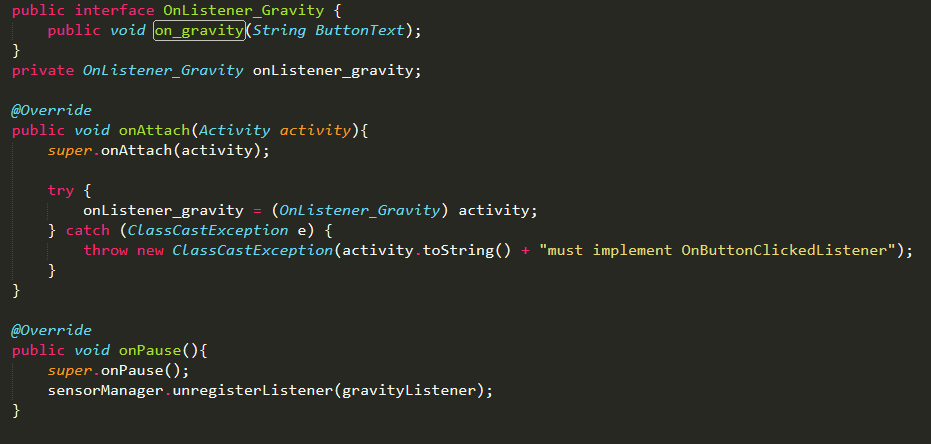 public interface OnListener_Gravity {
    public void on_gravity(String ButtonText);
}
private OnListener_Gravity onListener_gravity;

@Override
public void onAttach(Activity activity){
    super.onAttach(activity);

    try {
        onListener_gravity = (OnListener_Gravity) activity;
    } catch (ClassCastException e) {
        throw new ClassCastException(activity.toString() + "must implement OnButtonClickedListener");
    }
}

@Override
public void onPause(){
    super.onPause();
    sensorManager.unregisterListener(gravityListener);
}